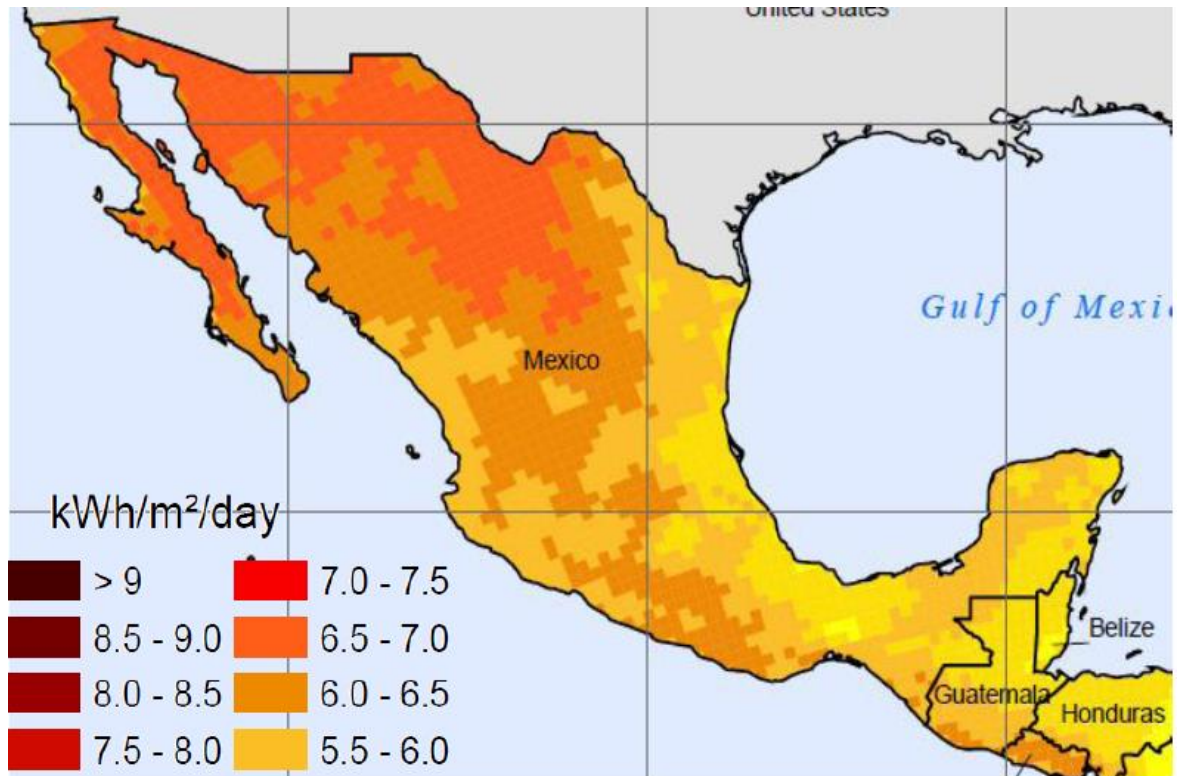 United States
Gulf of Mexic
Mexico
kWh/m²/day
> 9
7.0 - 7.5
8.5 - 9.0
6.5 - 7.0
8.0 - 8.5
6.0 - 6.5
7.5 - 8.0
5.5 - 6.0
Belize
Guatemala
Honduras